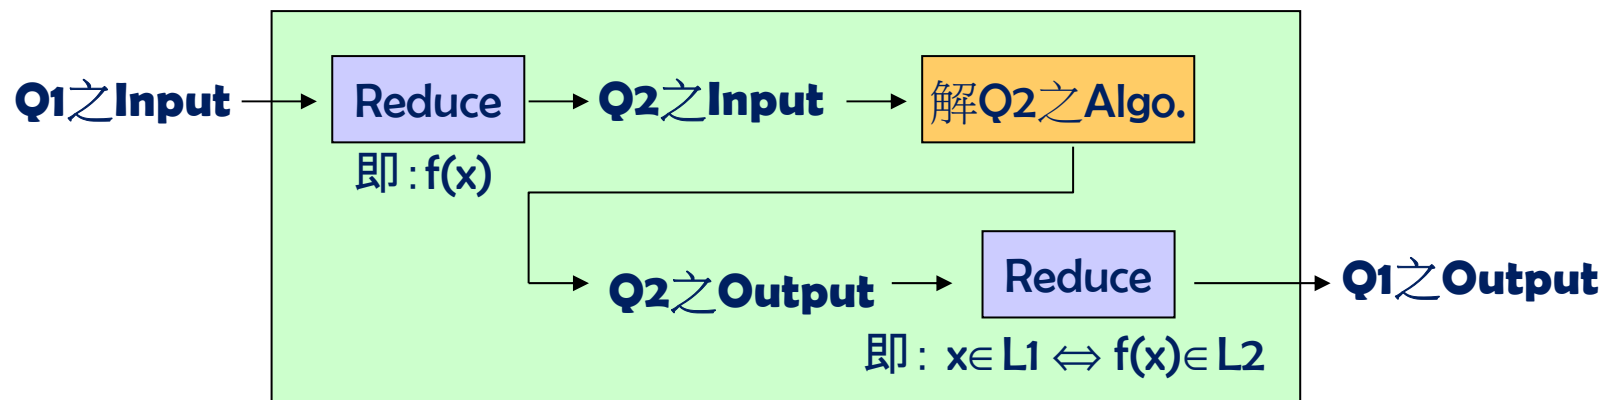 Q1之Input
Reduce
Q2之Input
解Q2之Algo.
即:f(x)
Q2之Output
Reduce
Q1之Output
即: x∈L1 ⇔ f(x)∈L2